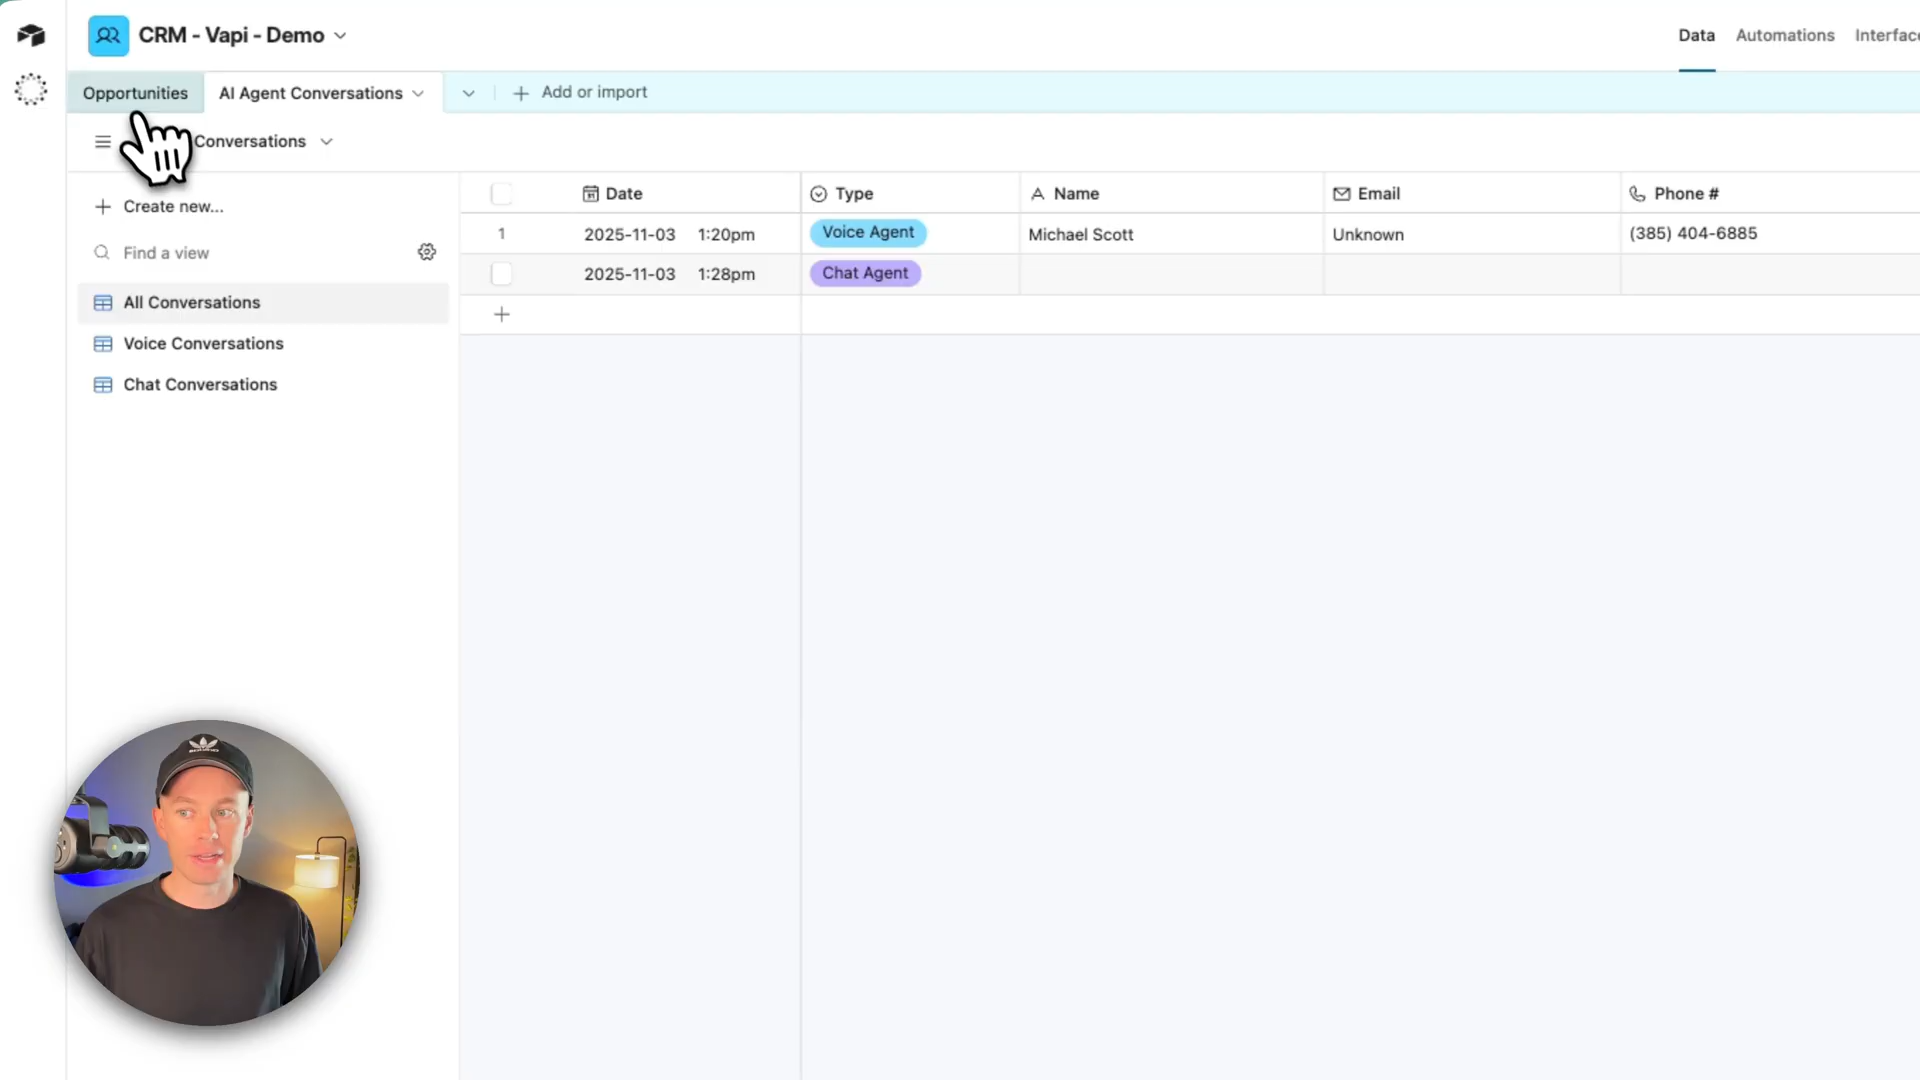 CRM - Vapi - Demo
Data
Automations
Interfac
Opportunities
AI Agent Conversations
Add or import
Conversations
Create new...
Find a view
All Conversations
Voice Conversations
Chat Conversations
Date
Type
Name
Email
Phone #
1
2025-11-03
1:20pm
Voice Agent
Michael Scott
Unknown
(385) 404-6885
2025-11-03
1:28pm
Chat Agent